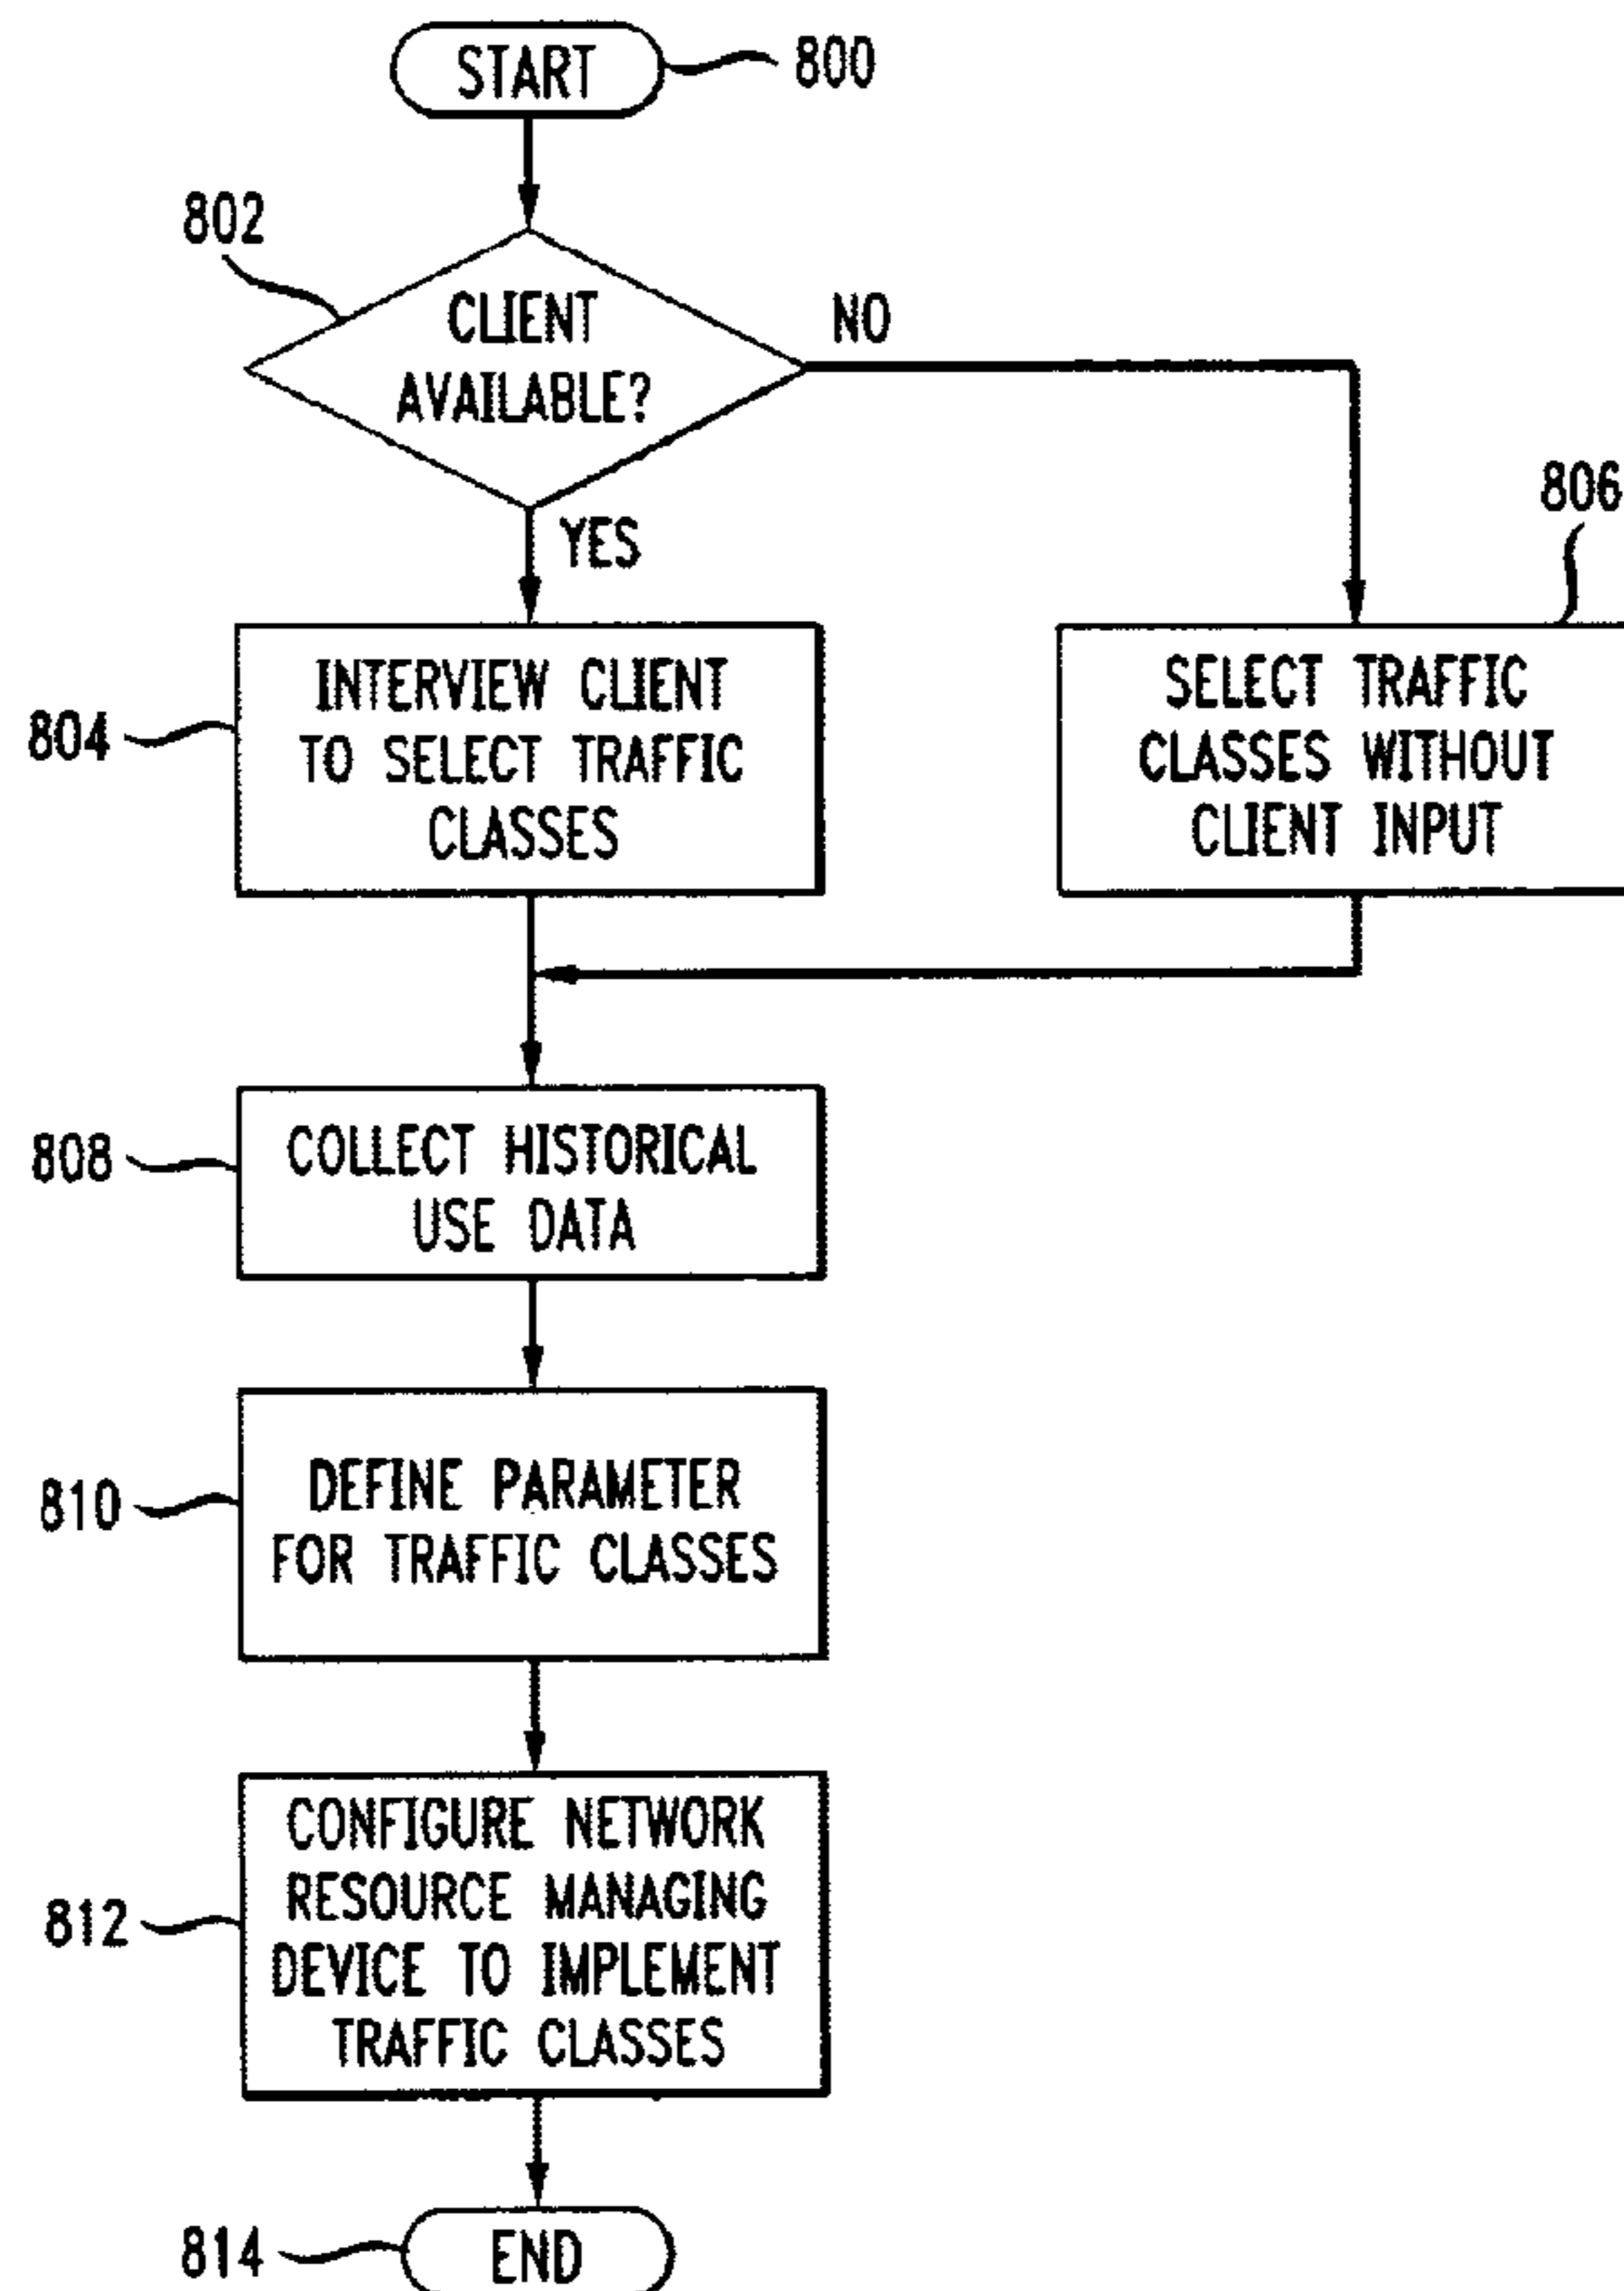 START
800
802
CLIENT
AVAILABLE?
NO
YES
806
804
INTERVIEW CLIENT
TO SELECT TRAFFIC
CLASSES
SELECT TRAFFIC
CLASSES WITHOUT
CLIENT INPUT
808
COLLECT HISTORICAL
USE DATA
810
DEFINE PARAMETER
FOR TRAFFIC CLASSES
812
CONFIGURE NETWORK
RESOURCE MANAGING
DEVICE TO IMPLEMENT
TRAFFIC CLASSES
814
END